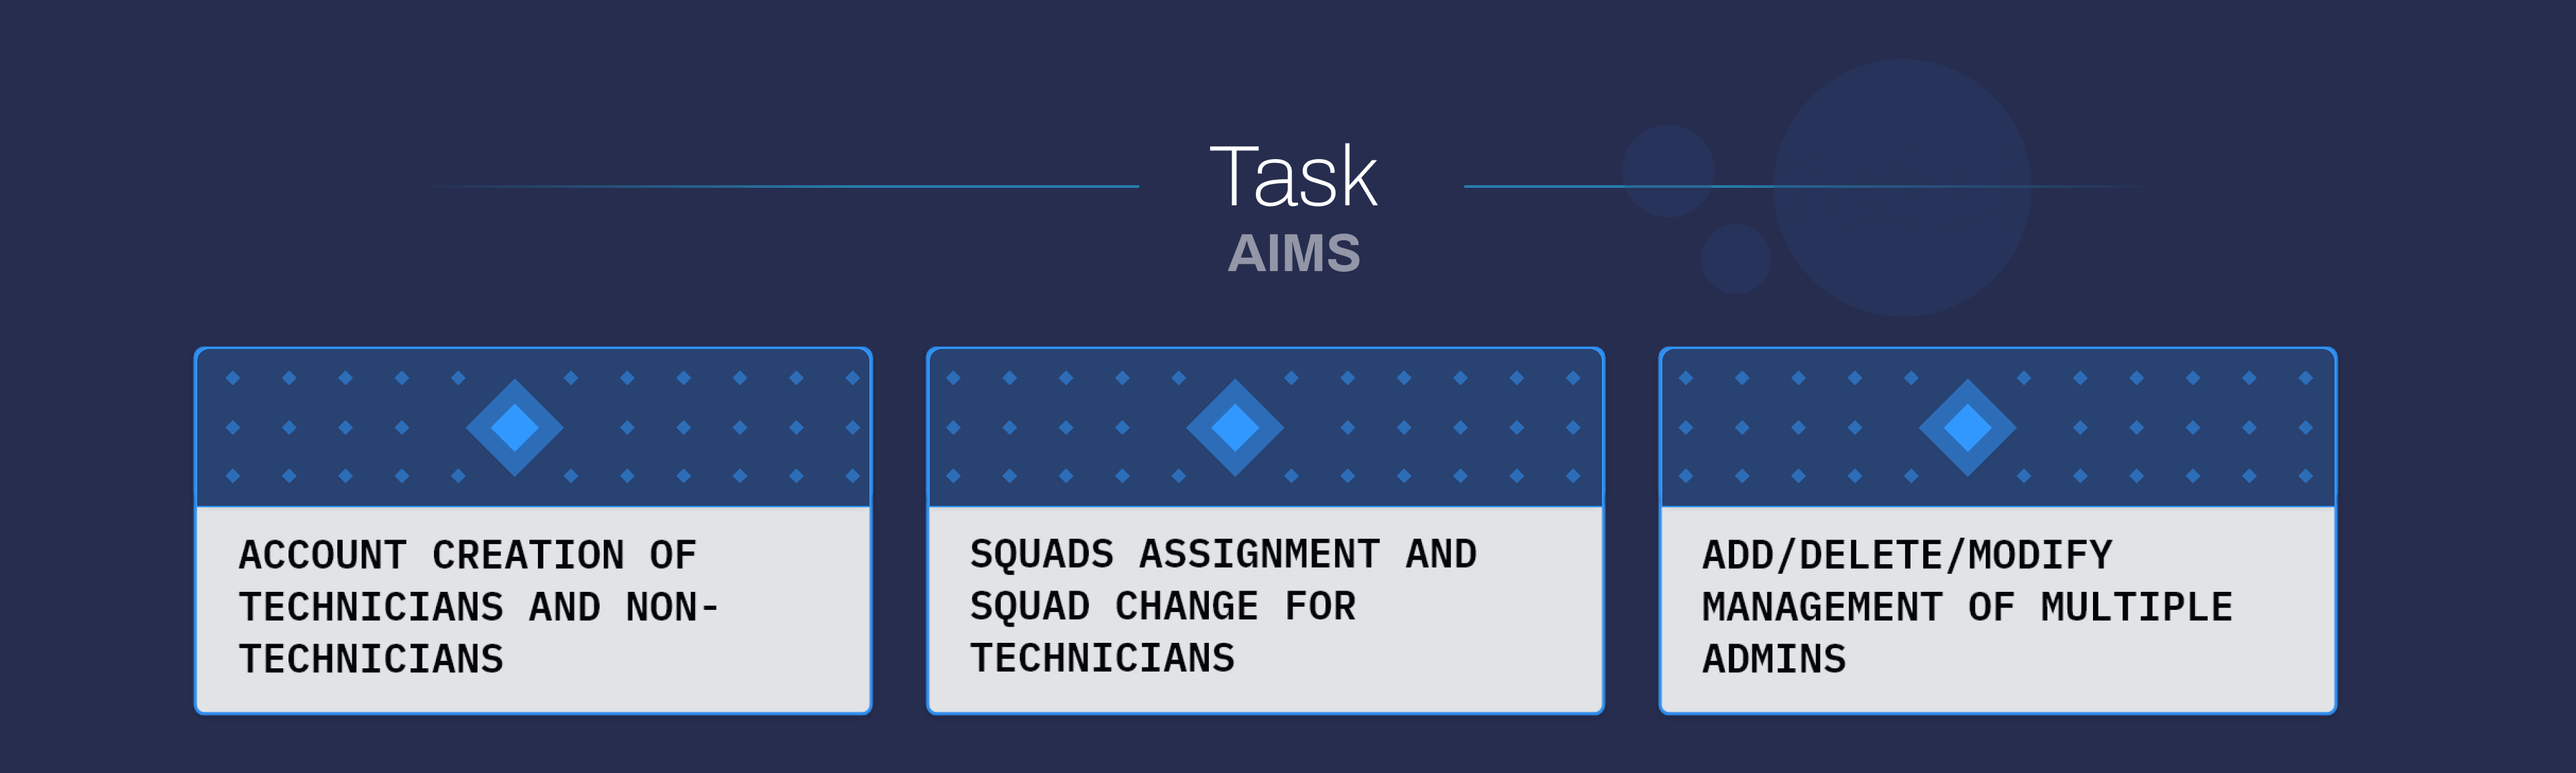 Task
AIMS
ACCOUNT CREATION OF
TECHNICIANS AND NON-
TECHNICIANS
SQUADS ASSIGNMENT AND
SQUAD CHANGE FOR
TECHNICIANS
ADD/DELETE/MODIFY
MANAGEMENT OF MULTIPLE
ADMINS